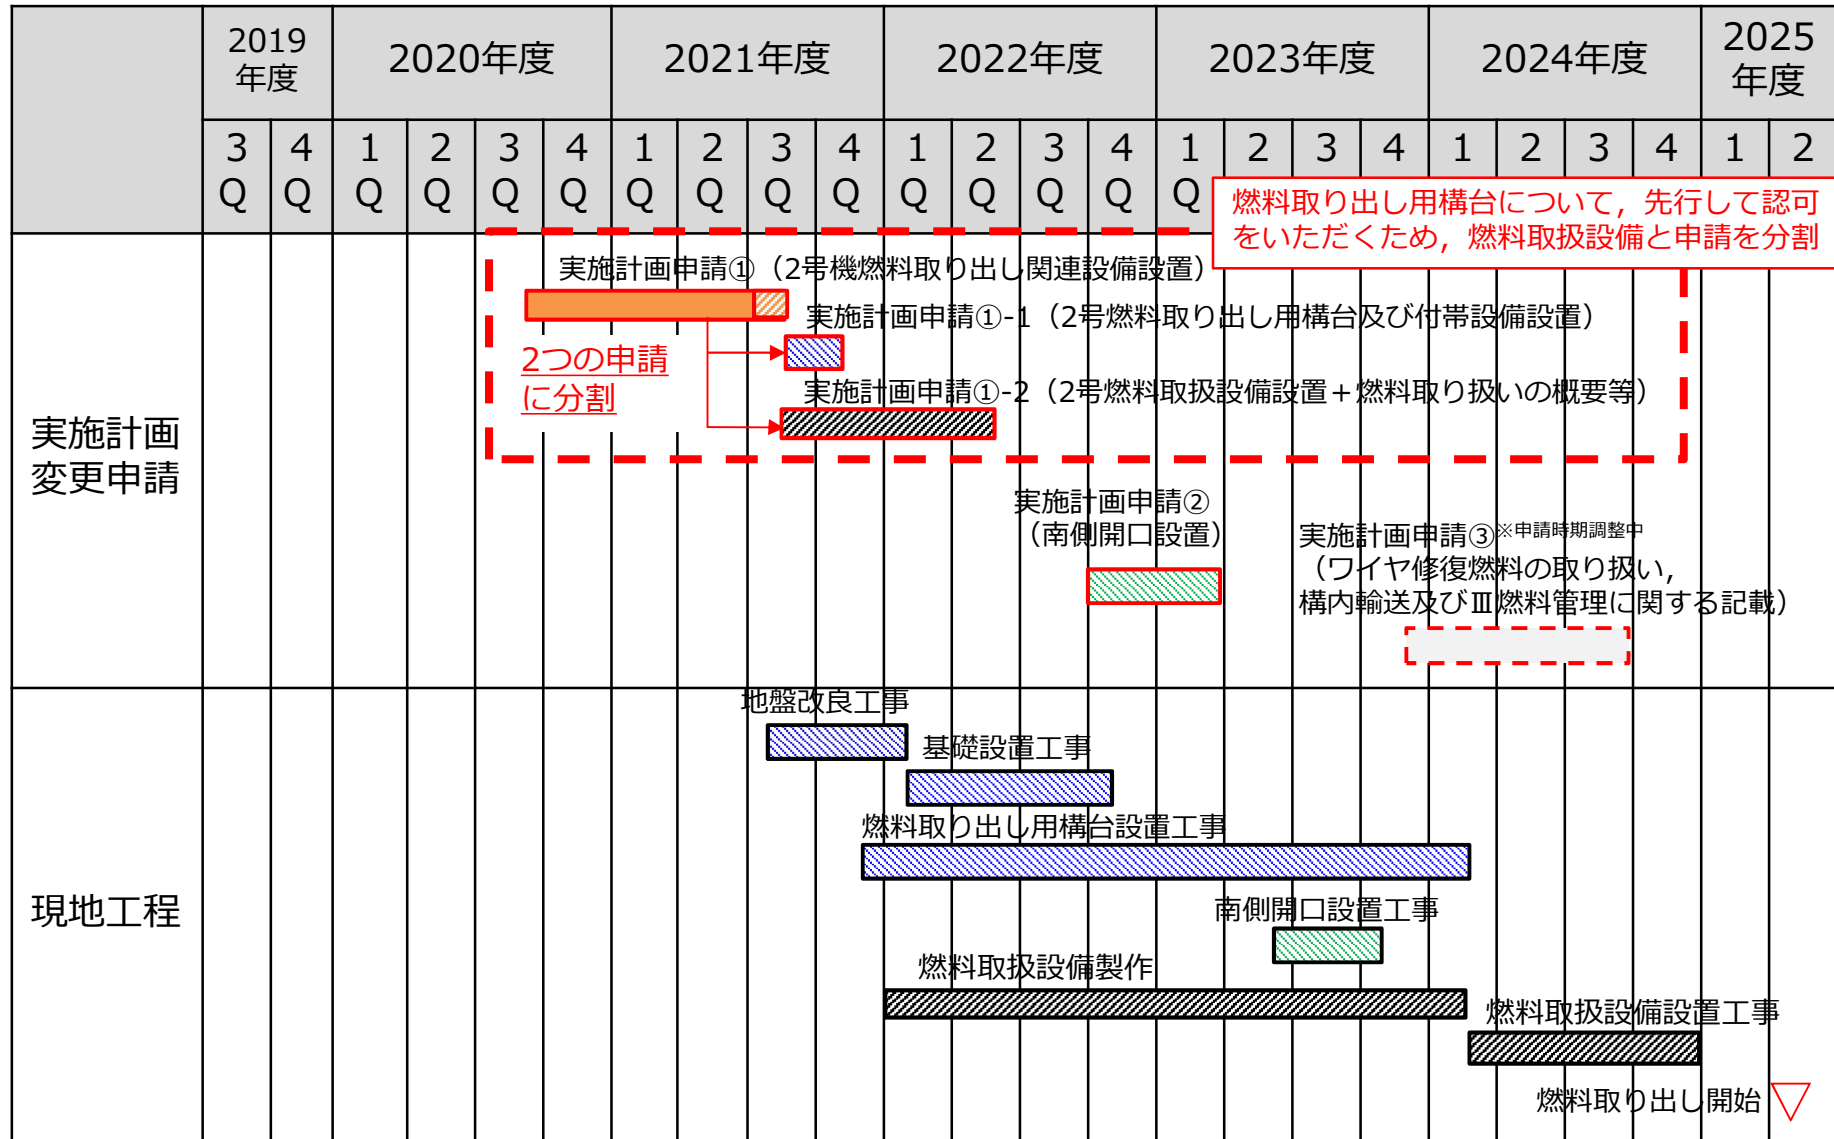 2019
年度
2020年度
2021年度
2022年度
2023年度
2024年度
2025
年度
3
Q
4
Q
1
Q
2
Q
3
Q
4
Q
1
Q
2
Q
3
Q
4
Q
1
Q
2
Q
3
Q
4
Q
1
Q
2
3
4
1
2
3
4
1
2
燃料取り出し用構台について，先行して認可
をいただくため，燃料取扱設備と申請を分割
実施計画
変更申請
実施計画申請①（2号機燃料取り出し関連設備設置）
実施計画申請①-1（2号燃料取り出し用構台及び付帯設備設置）
2つの申請
に分割
実施計画申請①-2（2号燃料取扱設備設置＋燃料取り扱いの概要等）
実施計画申請②
（南側開口設置）
実施計画申請③※申請時期調整中
（ワイヤ修復燃料の取り扱い，
構内輸送及びⅢ燃料管理に関する記載）
現地工程
地盤改良工事
基礎設置工事
燃料取り出し用構台設置工事
南側開口設置工事
燃料取扱設備製作
燃料取扱設備設置工事
燃料取り出し開始